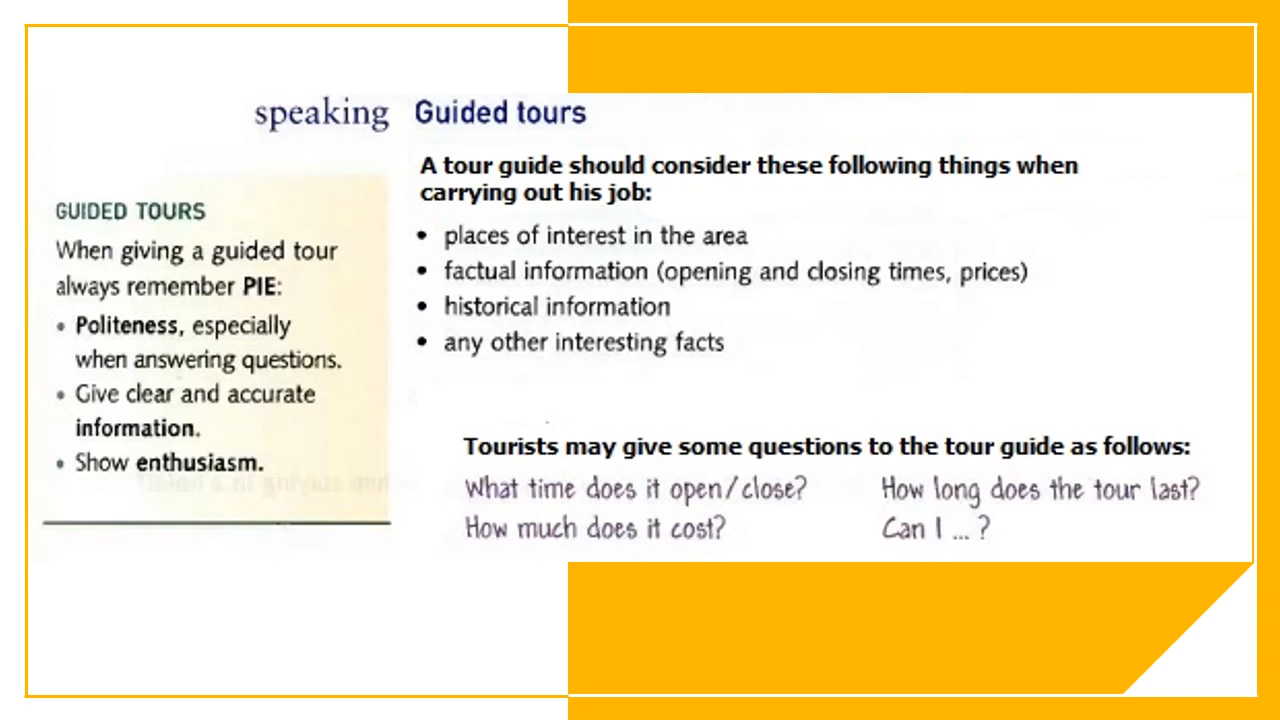 speaking Guided tours
GUIDED TOURS
When giving a guided tour
always remember PIE:
• Politeness, especially
when answering questions.
• Give clear and accurate
information.
• Show enthusiasm.
A tour guide should consider these following things when
carrying out his job:
• places of interest in the area
• factual information (opening and closing times, prices)
• historical information
• any other interesting facts
Tourists may give some questions to the tour guide as follows:
What time does it open/close? How long does the tour last?
How much does it cost? Can I ... ?